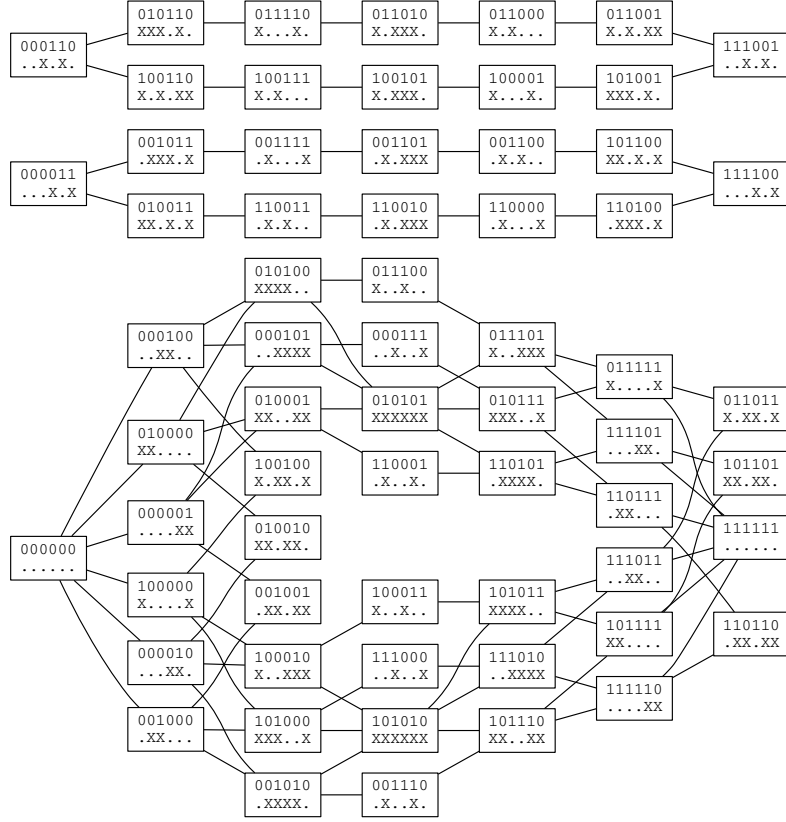 010110
XXX.X.
011110
X...X.
011010
X.XXX.
011000
X.X...
011001
X.X.XX
000110
..X.X.
111001
..X.X.
100110
X.X.XX
100111
X.X...
100101
X.XXX.
100001
X...X.
101001
XXX.X.
001011
.XXX.X
001111
.X...X
001101
.X.XXX
001100
.X.X..
101100
XX.X.X
000011
...X.X
111100
...X.X
010011
XX.X.X
110011
.X.X..
110010
.X.XXX
110000
.X...X
110100
.XXX.X
010100
XXXX..
011100
X..X..
000100
..XX..
000101
..XXXX
000111
.X..X
011101
X..XXX
011111
X....X
010001
XX..XX
010101
XXXXXX
010111
XXX..X
011011
X.XX.X
010000
XX....
111101
...XX.
100100
X.XX.X
110001
.X..X.
110101
.XXXX.
101101
XX.XX.
110111
.XX...
000001
....XX
010010
XX.XX.
111111
......
000000
......
111011
..XX..
100000
X....X
001001
.XX.XX
100011
X..X..
101011
XXXX..
101111
XX....
110110
.XX.XX
000010
...XX.
100010
X..XXX
111000
..X..X
111010
..XXXX
111110
....XX
001000
.XX...
101000
XXX..X
101010
XXXXXX
101110
XX..XX
001010
.XXXX.
001110
.X..X.